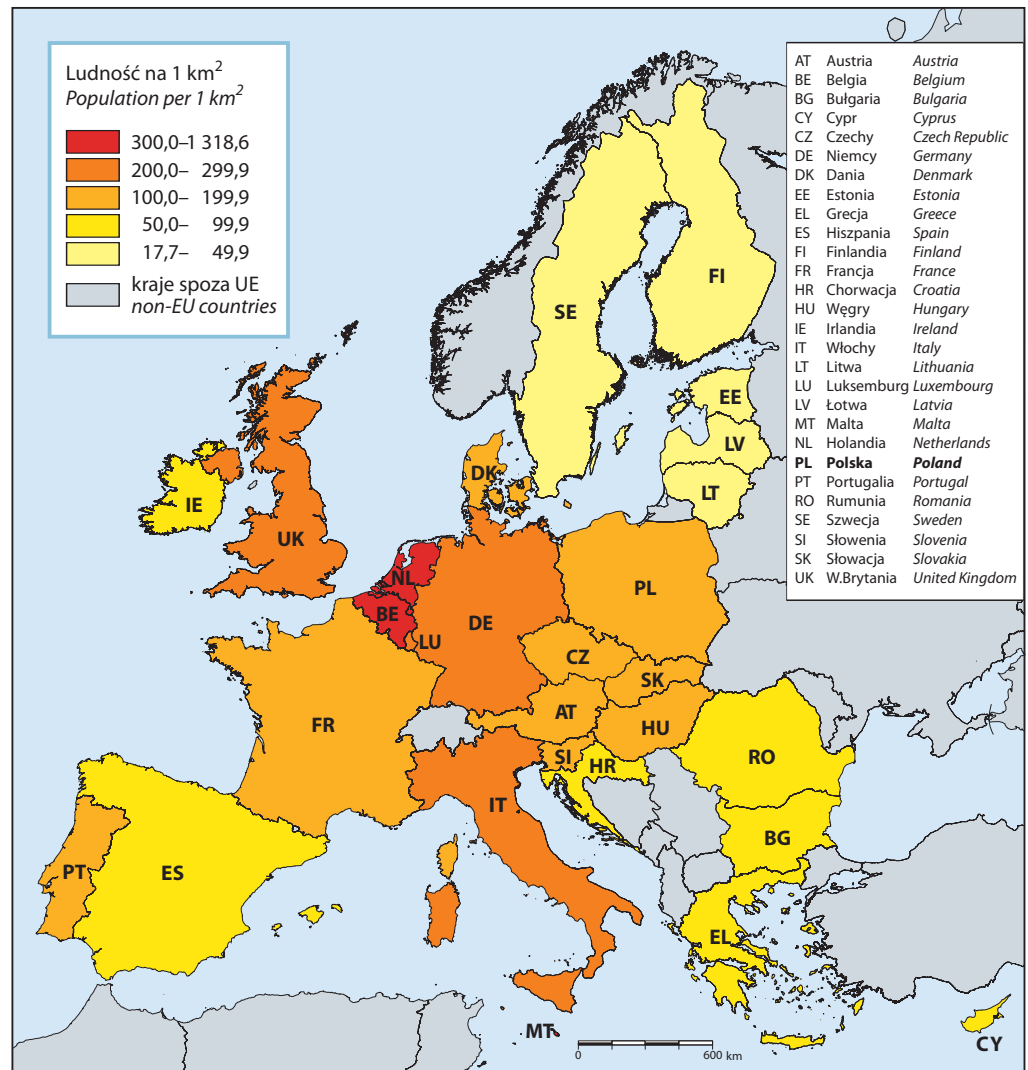 Ludność na 1 km²
Population per 1 km²
300,0–1 318,6
200,0– 299,9
100,0– 199,9
50,0– 99,9
17,7– 49,9
kraje spoza UE
non-EU countries
AT Austria Austria
BE Belgia Belgium
BG Bułgaria Bulgaria
CY Cypr Cyprus
CZ Czechy Czech Republic
DE Niemcy Germany
DK Dania Denmark
EE Estonia Estonia
EL Grecja Greece
ES Hiszpania Spain
FI Finlandia Finland
FR Francja France
HR Chorwacja Croatia
HU Węgry Hungary
IE Irlandia Ireland
IT Włochy Italy
LT Litwa Lithuania
LU Luksemburg Luxembourg
LV Łotwa Latvia
MT Malta Malta
NL Holandia Netherlands
PL Polska Poland
PT Portugalia Portugal
RO Rumunia Romania
SE Szwecja Sweden
SI Słowenia Slovenia
SK Słowacja Slovakia
UK W.Brytania United Kingdom
FI
SE
EE
LV
DK
LT
IE
UK
NL
PL
BE
DE
LU
CZ
SK
AT
FR
HU
SI
HR
RO
IT
BG
PT
ES
EL
MT
CY
0 600 km